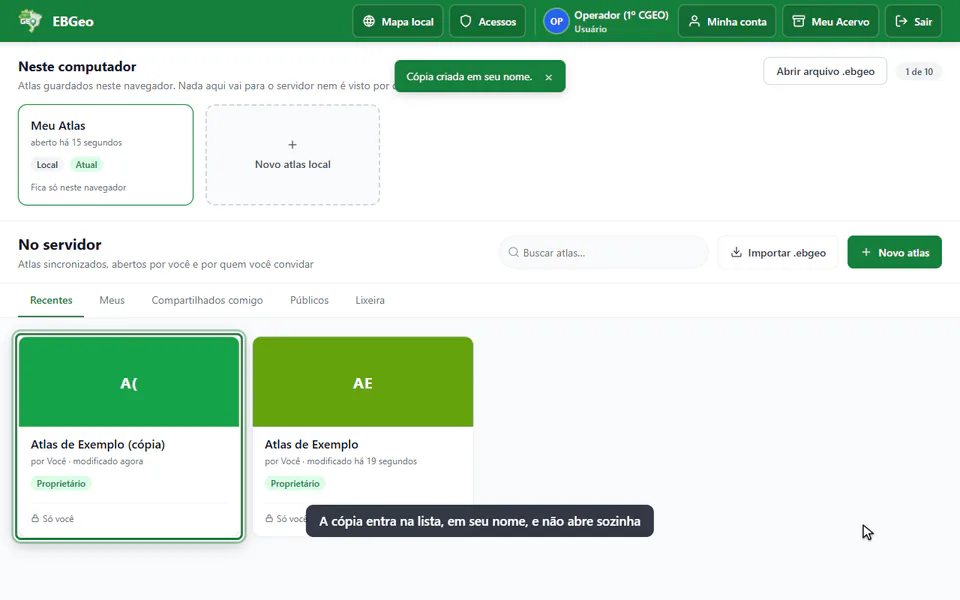 EBGeo
Mapa local
Acessos
OP
Operador (1º CGEO)
Usuário
Minha conta
Meu Acervo
Sair
Neste computador
Atlas guardados neste navegador. Nada aqui vai para o servidor nem é visto por
Cópia criada em seu nome. ×
Abrir arquivo .ebgeo
1 de 10
Meu Atlas
aberto há 15 segundos
Local
Atual
Fica só neste navegador
+
Novo atlas local
No servidor
Atlas sincronizados, abertos por você e por quem você convidar
Buscar atlas...
Importar .ebgeo
+ Novo atlas
Recentes
Meus
Compartilhados comigo
Públicos
Lixeira
A(
Atlas de Exemplo (cópia)
por Você · modificado agora
Proprietário
Só você
AE
Atlas de Exemplo
por Você · modificado há 19 segundos
Proprietário
Só você
A cópia entra na lista, em seu nome, e não abre sozinha